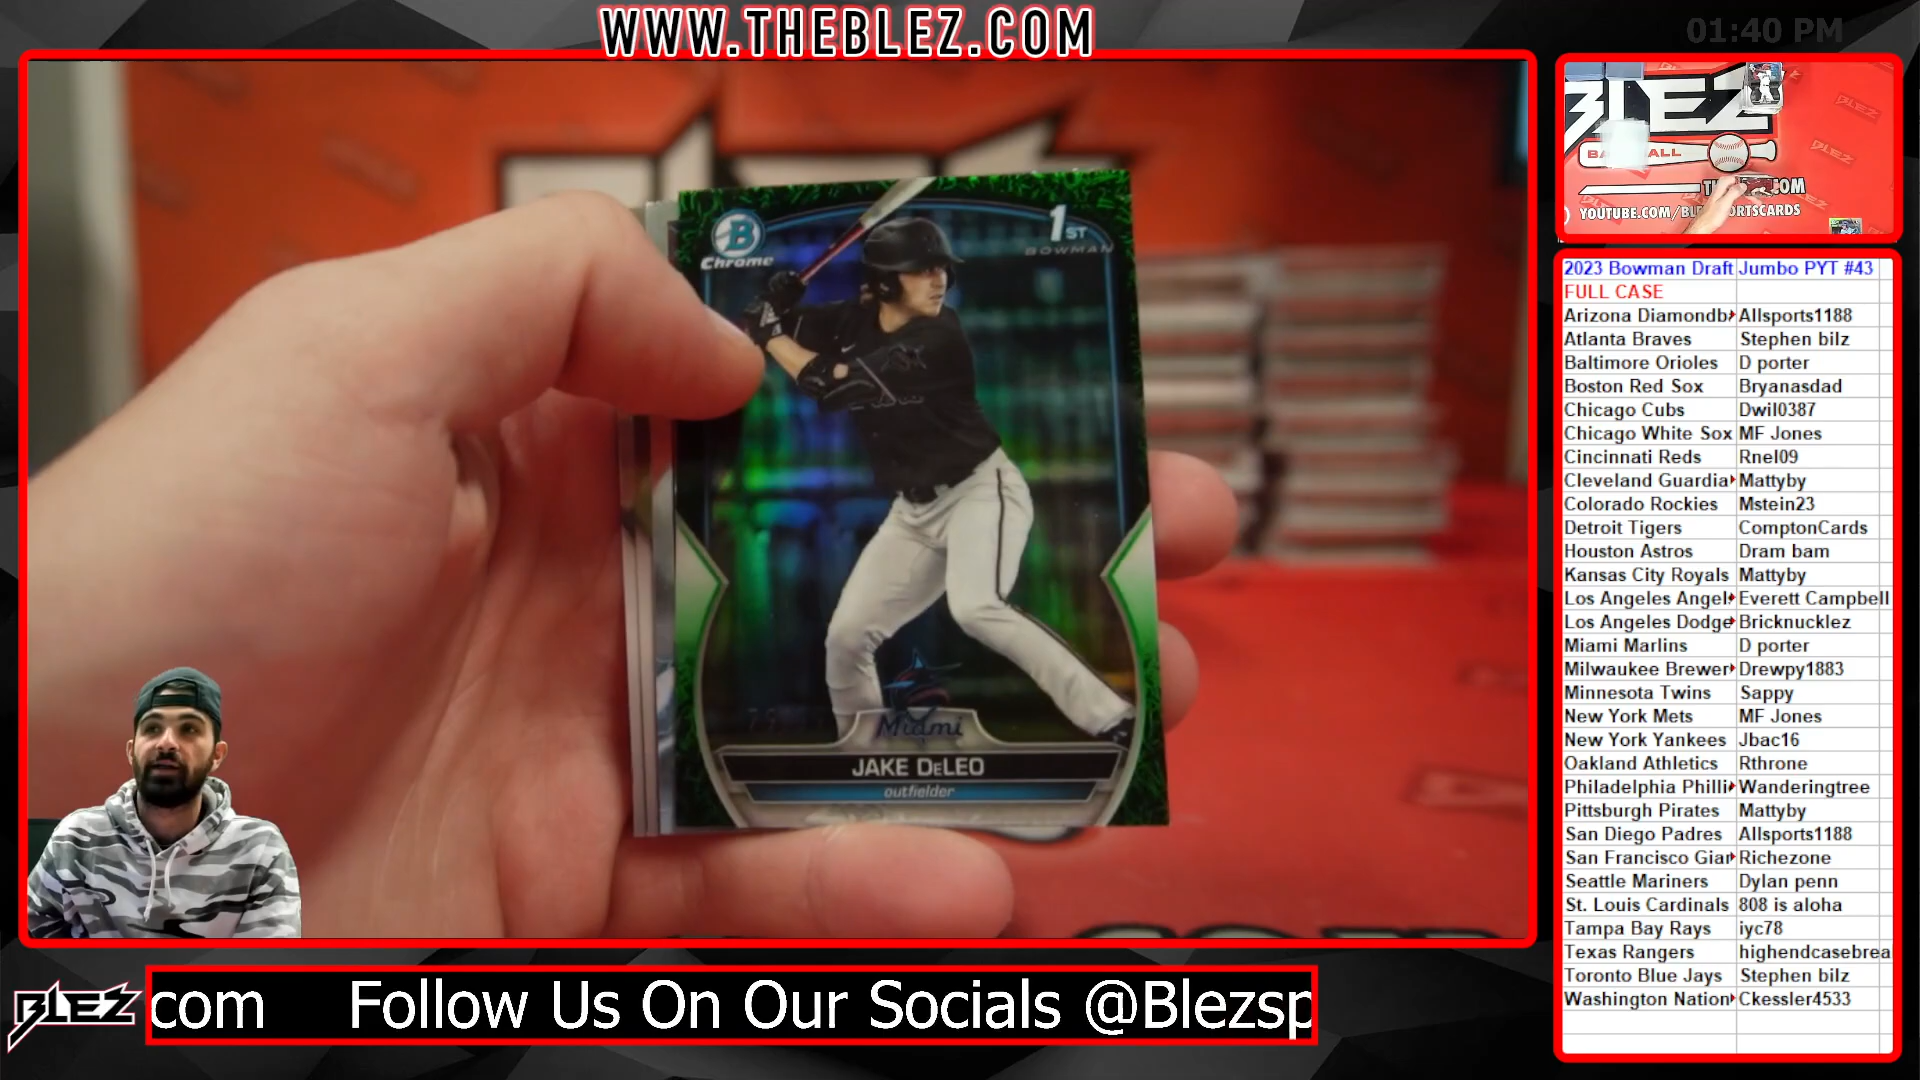 WWW.THEBLEZ.COM
01:40 PM
B
Chrome
1ST
BOWMAN
Miami
JAKE DeLEO
outfielder
BLEZ
YOUTUBE.COM/
2023 Bowman Draft Jumbo PYT #43
FULL CASE
Arizona Diamondb Allsports1188
Atlanta Braves Stephen bilz
Baltimore Orioles D porter
Boston Red Sox Bryanasdad
Chicago Cubs Dwil0387
Chicago White Sox MF Jones
Cincinnati Reds Rnel09
Cleveland Guardia Mattyby
Colorado Rockies Mstein23
Detroit Tigers ComptonCards
Houston Astros Dram bam
Kansas City Royals Mattyby
Los Angeles Angel Everett Campbell
Los Angeles Dodge Bricknucklez
Miami Marlins D porter
Milwaukee Brewer Drewpy1883
Minnesota Twins Sappy
New York Mets MF Jones
New York Yankees Jbac16
Oakland Athletics Rthrone
Philadelphia Philli Wanderingtree
Pittsburgh Pirates Mattyby
San Diego Padres Allsports1188
San Francisco Gian Richezone
Seattle Mariners Dylan penn
St. Louis Cardinals 808 is aloha
Tampa Bay Rays iyc78
Texas Rangers highendcasebrea
Toronto Blue Jays Stephen bilz
Washington Nation Ckessler4533
BLEZ
com Follow Us On Our Socials @Blezsp